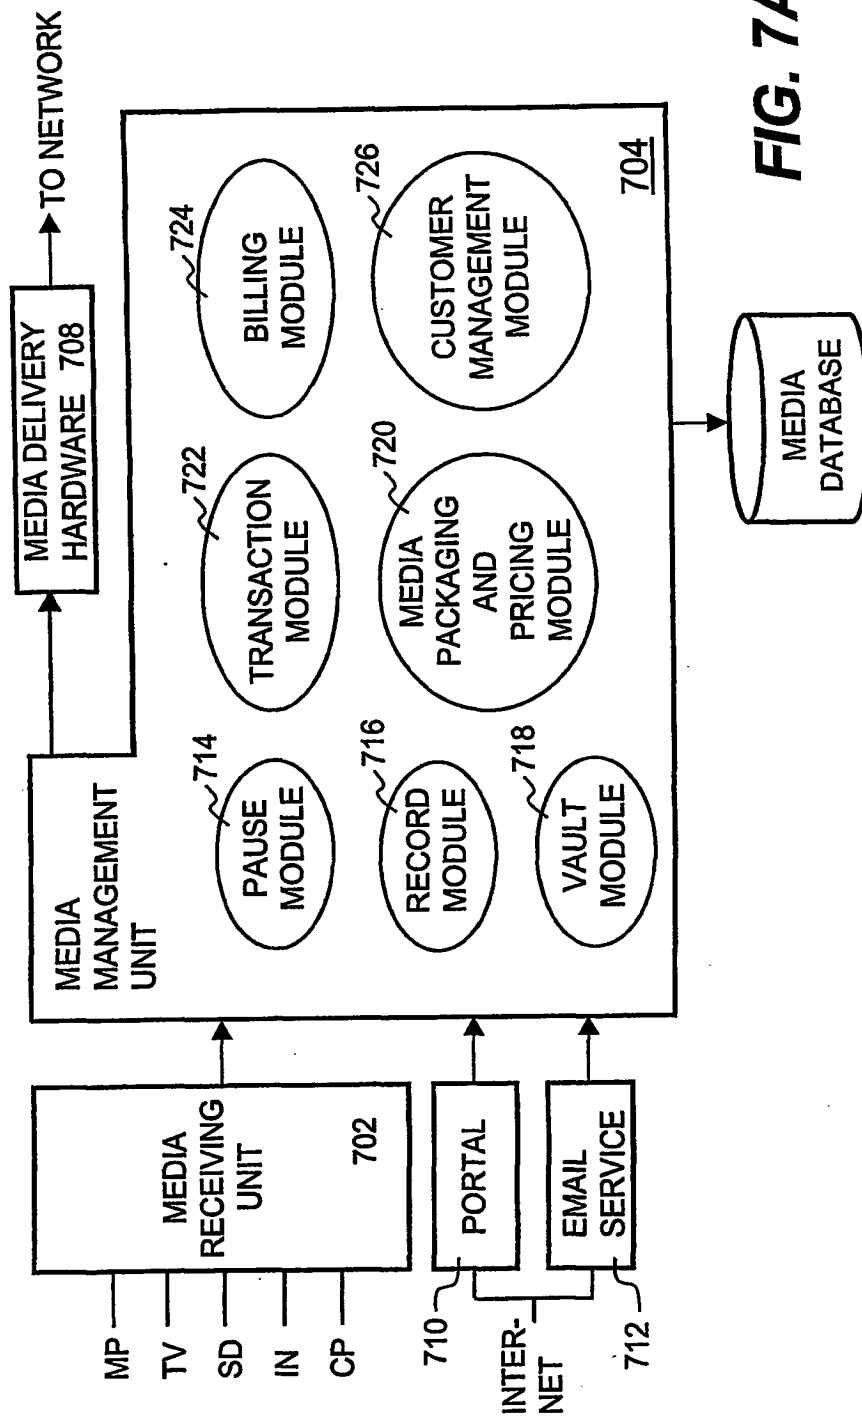 MEDIA DELIVERY
HARDWARE 708
TO NETWORK
MEDIA
MANAGEMENT
UNIT
MP
TV
SD
IN
CP
MEDIA
RECEIVING
UNIT
702
714
PAUSE
MODULE
722
TRANSACTION
MODULE
724
BILLING
MODULE
710
PORTAL
716
RECORD
MODULE
720
MEDIA
PACKAGING
AND
PRICING
MODULE
726
CUSTOMER
MANAGEMENT
MODULE
INTER-
NET
712
EMAIL
SERVICE
718
VAULT
MODULE
704
MEDIA
DATABASE
FIG. 7A